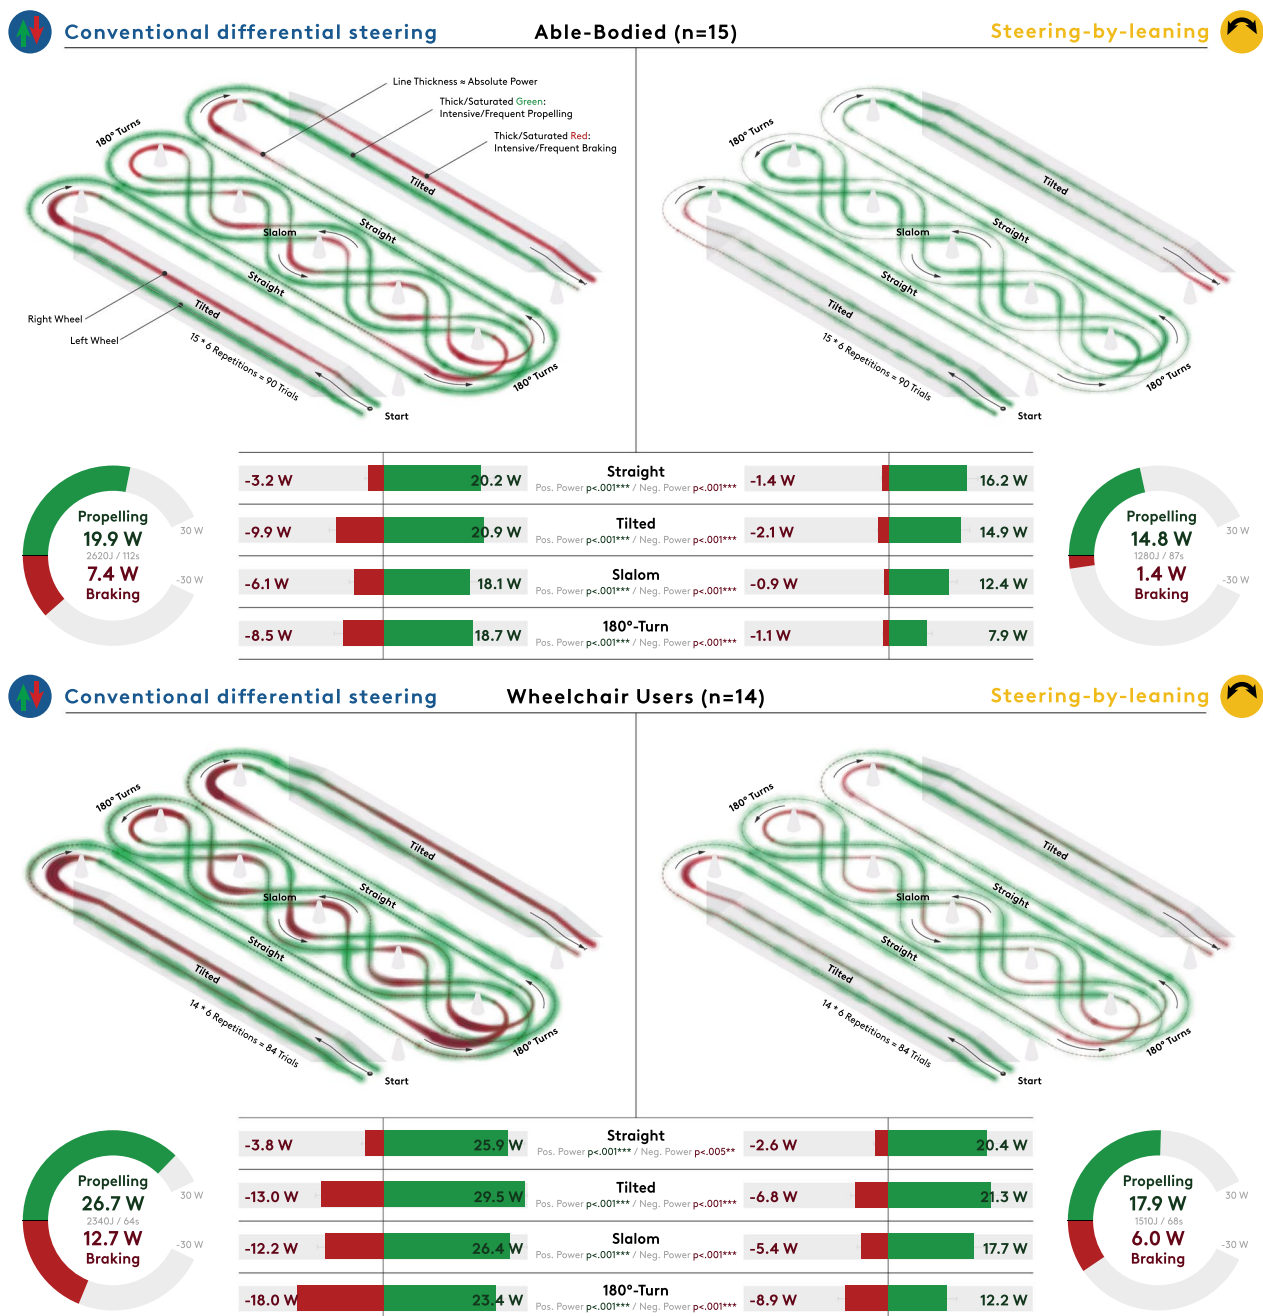 Conventional differential steering
Able-Bodied (n=15)
Steering-by-leaning
Line Thickness ≈ Absolute Power
Thick/Saturated Green:
Intensive/Frequent Propelling
Thick/Saturated Red:
Intensive/Frequent Braking
180° Turns
Tilted
Straight
Slalom
Straight
Tilted
Right Wheel
Left Wheel
15 * 6 Repetitions = 90 Trials
180° Turns
Start
180° Turns
Tilted
Straight
Slalom
Straight
Tilted
15 * 6 Repetitions = 90 Trials
180° Turns
Start
Propelling
19.9 W
2620J / 112s
7.4 W
Braking
30 W
-30 W
-3.2 W 20.2 W Straight -1.4 W 16.2 W
Pos. Power p<.001*** / Neg. Power p<.001***
-9.9 W 20.9 W Tilted -2.1 W 14.9 W
Pos. Power p<.001*** / Neg. Power p<.001***
-6.1 W 18.1 W Slalom -0.9 W 12.4 W
Pos. Power p<.001*** / Neg. Power p<.001***
-8.5 W 18.7 W 180°-Turn -1.1 W 7.9 W
Pos. Power p<.001*** / Neg. Power p<.001***
Propelling
14.8 W
1280J / 87s
1.4 W
Braking
30 W
-30 W
Conventional differential steering
Wheelchair Users (n=14)
Steering-by-leaning
180° Turns
Tilted
Straight
Slalom
Straight
Tilted
14 * 6 Repetitions = 84 Trials
180° Turns
Start
180° Turns
Tilted
Straight
Slalom
Straight
Tilted
14 * 6 Repetitions = 84 Trials
180° Turns
Start
Propelling
26.7 W
2340J / 64s
12.7 W
Braking
30 W
-30 W
-3.8 W 25.9 W Straight -2.6 W 20.4 W
Pos. Power p<.001*** / Neg. Power p<.005**
-13.0 W 29.5 W Tilted -6.8 W 21.3 W
Pos. Power p<.001*** / Neg. Power p<.001***
-12.2 W 26.4 W Slalom -5.4 W 17.7 W
Pos. Power p<.001*** / Neg. Power p<.001***
-18.0 W 23.4 W 180°-Turn -8.9 W 12.2 W
Pos. Power p<.001*** / Neg. Power p<.001***
Propelling
17.9 W
1510J / 68s
6.0 W
Braking
30 W
-30 W